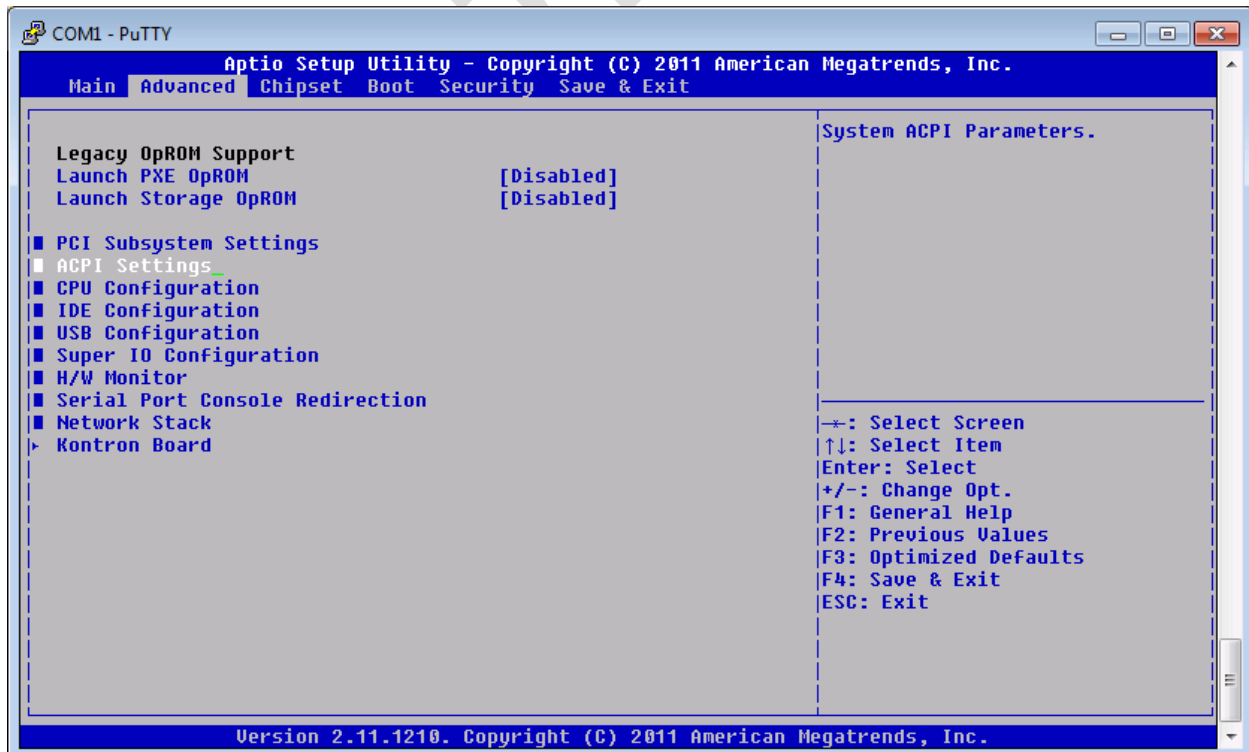 COM1 - PuTTY
Aptio Setup Utility - Copyright (C) 2011 American Megatrends, Inc.
Main Advanced Chipset Boot Security Save & Exit
System ACPI Parameters.
Legacy OpROM Support
Launch PXE OpROM [Disabled]
Launch Storage OpROM [Disabled]
PCI Subsystem Settings
ACPI Settings_
CPU Configuration
IDE Configuration
USB Configuration
Super IO Configuration
H/W Monitor
Serial Port Console Redirection
Network Stack
Kontron Board
→←: Select Screen
↑↓: Select Item
Enter: Select
+/-: Change Opt.
F1: General Help
F2: Previous Values
F3: Optimized Defaults
F4: Save & Exit
ESC: Exit
Version 2.11.1210. Copyright (C) 2011 American Megatrends, Inc.